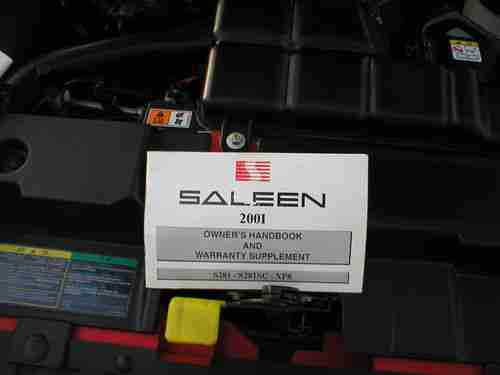 SALEEN
2001
OWNER'S HANDBOOK
AND
WARRANTY SUPPLEMENT
S281 - S281SC - XP8